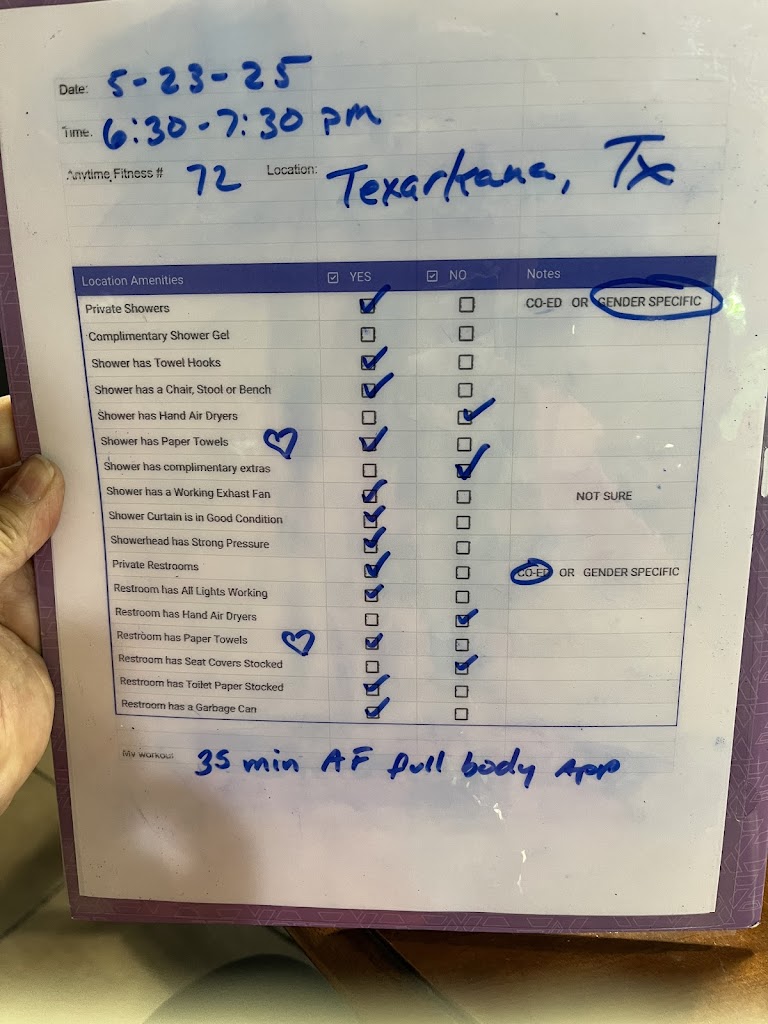 Date: 5-23-25
Time. 6:30-7:30 pm
Anytime Fitness # 72 Location: Texarkana, Tx
Location Amenities ☑ YES ☑ NO Notes
Private Showers CO-ED OR GENDER SPECIFIC
Complimentary Shower Gel
Shower has Towel Hooks
Shower has a Chair, Stool or Bench
Shower has Hand Air Dryers
Shower has Paper Towels ♡
Shower has complimentary extras
Shower has a Working Exhast Fan NOT SURE
Shower Curtain is in Good Condition
Showerhead has Strong Pressure
Private Restrooms CO-ED OR GENDER SPECIFIC
Restroom has All Lights Working
Restroom has Hand Air Dryers
Restroom has Paper Towels ♡
Restroom has Seat Covers Stocked
Restroom has Toilet Paper Stocked
Restroom has a Garbage Can
My workout 35 min AF full body App